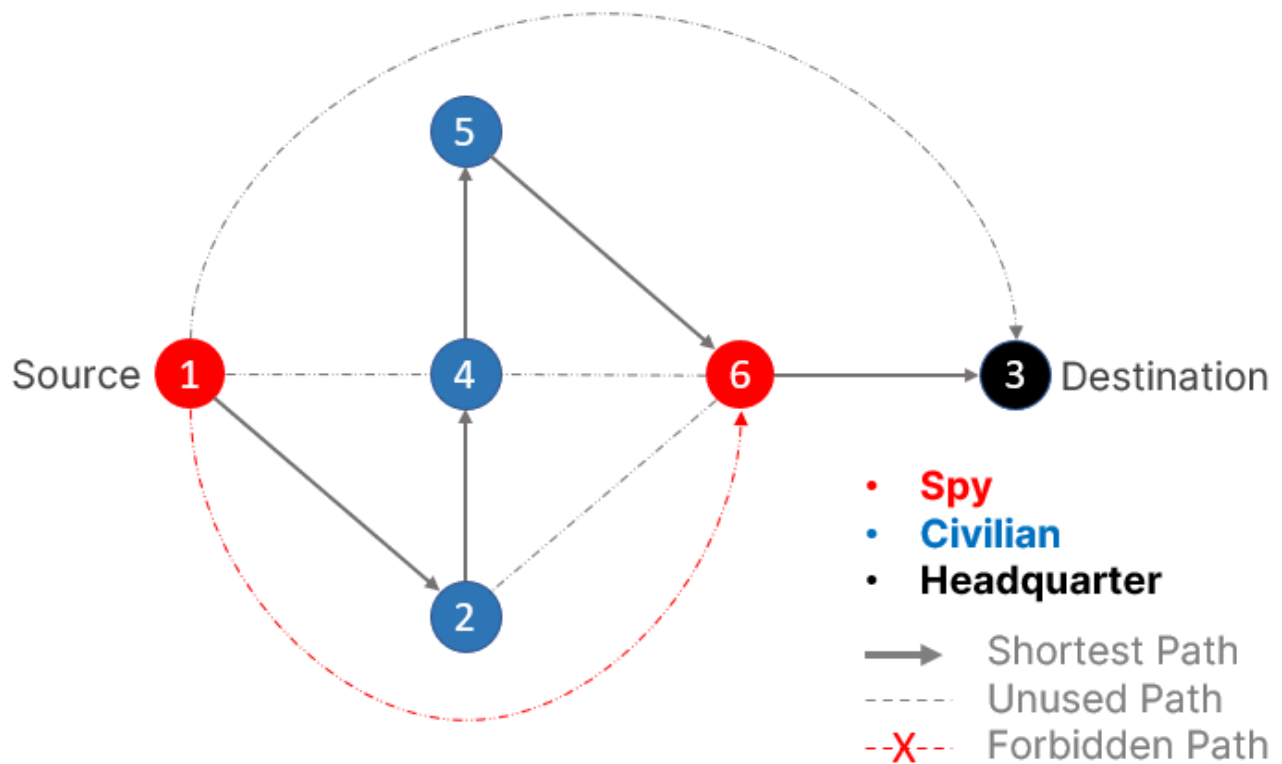 5
Source 1 4 6 3 Destination
2
• Spy
• Civilian
• Headquarter
Shortest Path
Unused Path
X Forbidden Path